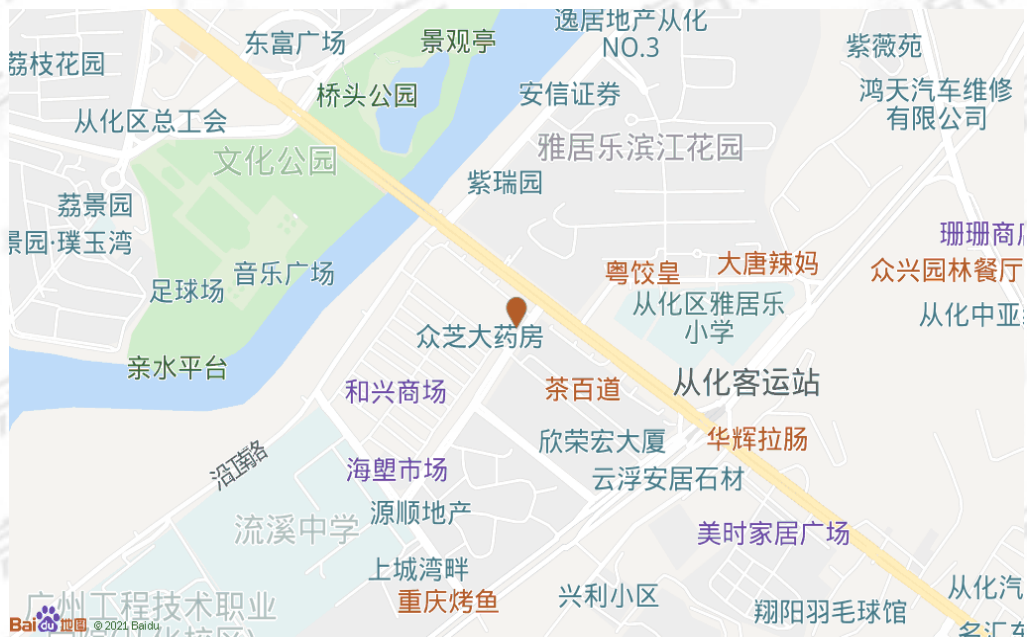 逸居地产从化
NO.3
东富广场
景观亭
紫薇苑
荔枝花园
桥头公园
安信证券
鸿天汽车维修
有限公司
从化区总工会
文化公园
雅居乐滨江花园
紫瑞园
荔景园
景园·璞玉湾
珊珊商店
音乐广场
足球场
粤饺皇
大唐辣妈
众兴园林餐厅
从化区雅居乐
小学
从化中亚
众芝大药房
亲水平台
和兴商场
茶百道
从化客运站
欣荣宏大厦
华辉拉肠
沿江南路
海塱市场
云浮安居石材
源顺地产
流溪中学
美时家居广场
上城湾畔
重庆烤鱼
兴利小区
翔阳羽毛球馆
从化汽
广州工程技术职业
Bai du 地图 © 2021 Baidu
名汇